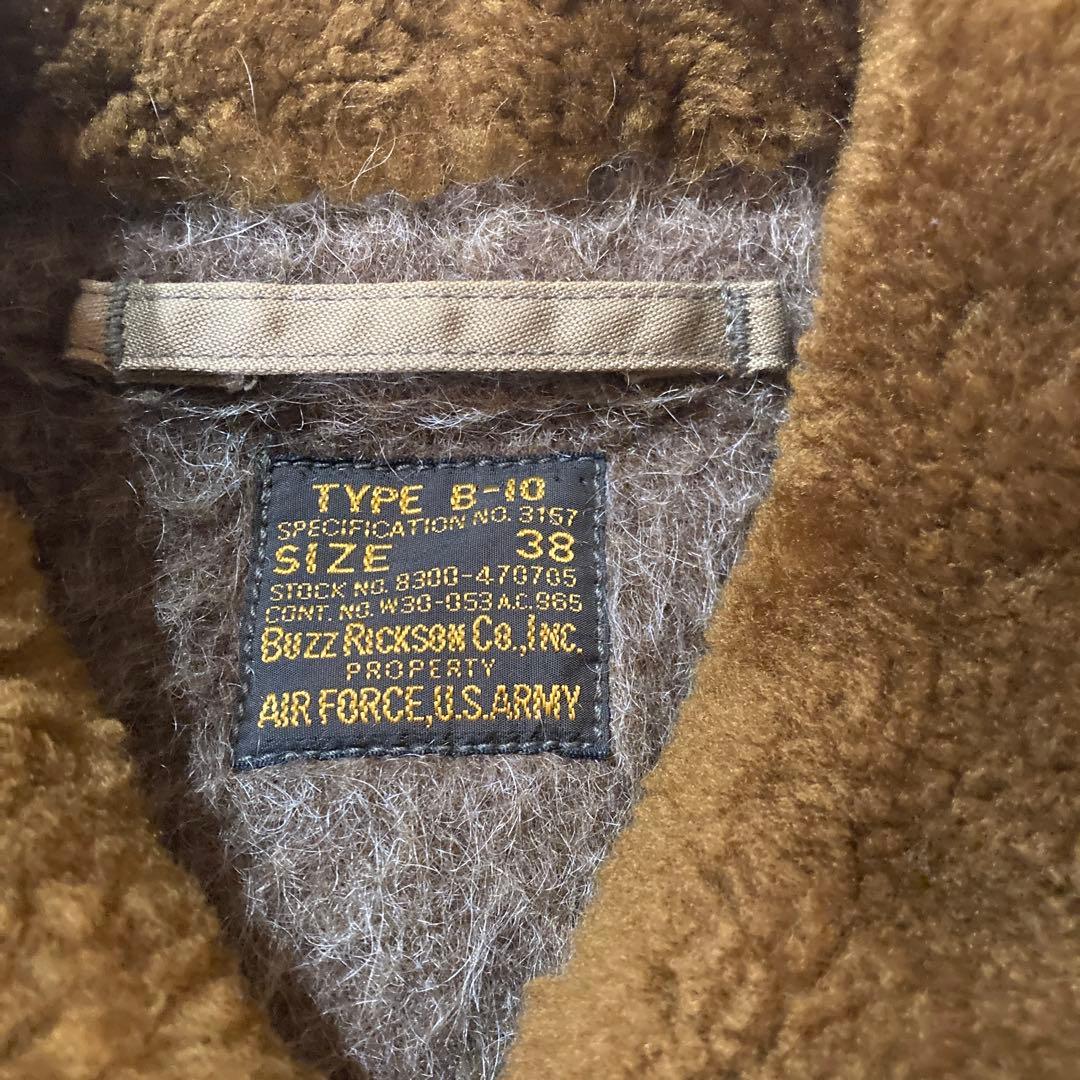 TYPE B-10
SPECIFICATION NO. 3157
SIZE 38
STOCK NO. 8300-470705
CONT. NO. W30-053 A.C. 965
BUZZ RICKSON CO., INC.
PROPERTY
AIR FORCE, U.S. ARMY